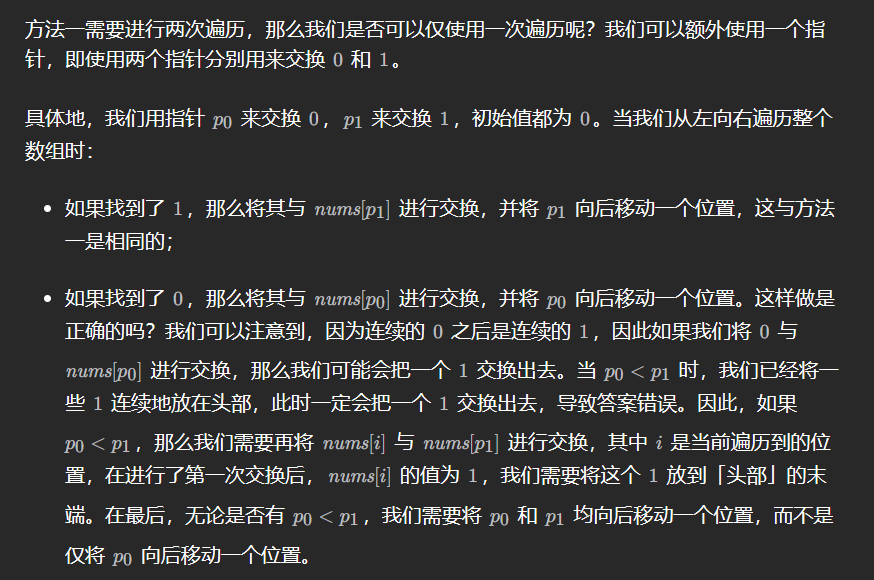 方法一需要进行两次遍历，那么我们是否可以仅使用一次遍历呢？我们可以额外使用一个指
针，即使用两个指针分别用来交换 0 和 1。
具体地，我们用指针 p₀ 来交换 0，p₁ 来交换 1，初始值都为 0。当我们从左向右遍历整个
数组时：
• 如果找到了 1，那么将其与 nums[p₁] 进行交换，并将 p₁ 向后移动一个位置，这与方法
一是相同的；
• 如果找到了 0，那么将其与 nums[p₀] 进行交换，并将 p₀ 向后移动一个位置。这样做是
正确的吗？我们可以注意到，因为连续的 0 之后是连续的 1，因此如果我们将 0 与
nums[p₀] 进行交换，那么我们可能会把一个 1 交换出去。当 p₀ < p₁ 时，我们已经将一
些 1 连续地放在头部，此时一定会把一个 1 交换出去，导致答案错误。因此，如果
p₀ < p₁，那么我们需要再将 nums[i] 与 nums[p₁] 进行交换，其中 i 是当前遍历到的位
置，在进行了第一次交换后，nums[i] 的值为 1，我们需要将这个 1 放到「头部」的末
端。在最后，无论是否有 p₀ < p₁，我们需要将 p₀ 和 p₁ 均向后移动一个位置，而不是
仅将 p₀ 向后移动一个位置。